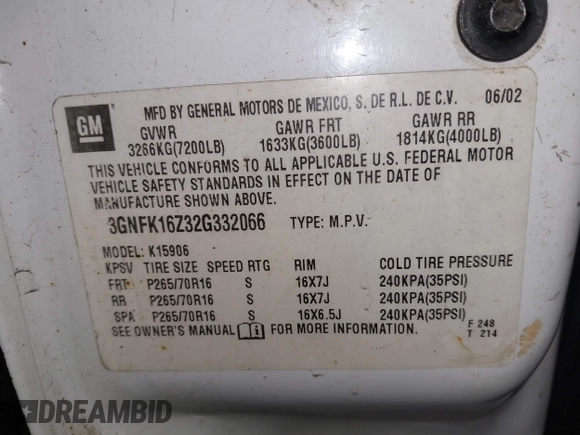 GM
MFD BY GENERAL MOTORS DE MEXICO, S. DE R.L. DE C.V. 06/02
GVWR GAWR FRT GAWR RR
3266KG(7200LB) 1633KG(3600LB) 1814KG(4000LB)
THIS VEHICLE CONFORMS TO ALL APPLICABLE U.S. FEDERAL MOTOR
VEHICLE SAFETY STANDARDS IN EFFECT ON THE DATE OF
MANUFACTURE SHOWN ABOVE.
3GNFK16Z32G332066 TYPE: M.P.V.
MODEL: K15906
KPSV TIRE SIZE SPEED RTG RIM COLD TIRE PRESSURE
FRT P265/70R16 S 16X7J 240KPA(35PSI)
RR P265/70R16 S 16X7J 240KPA(35PSI)
SPA P265/70R16 S 16X6.5J 240KPA(35PSI)
SEE OWNER'S MANUAL FOR MORE INFORMATION.
F 248
T 214
DREAMBID